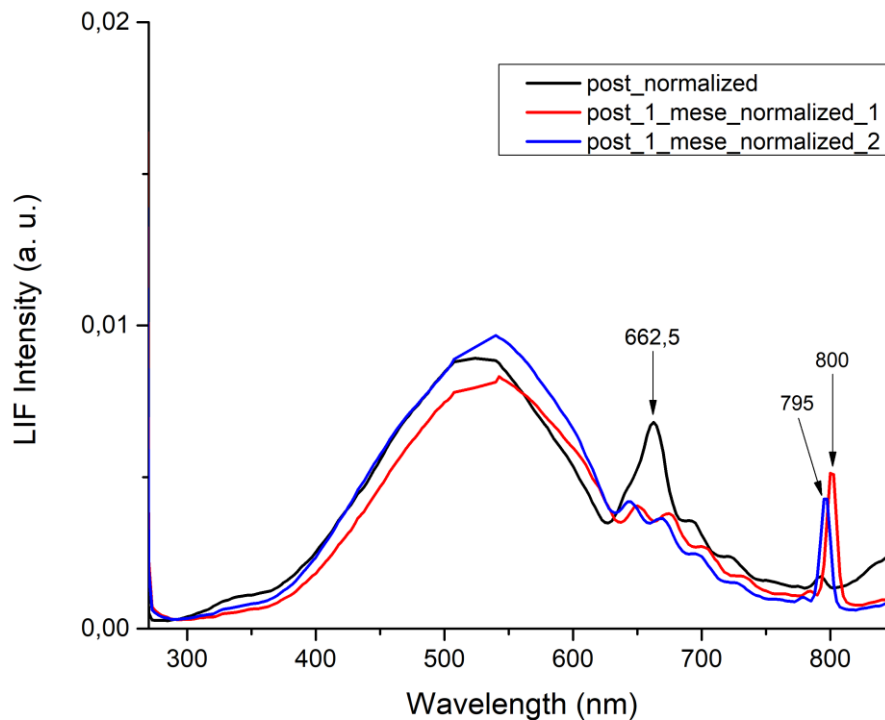 0,02
post_normalized
post_1_mese_normalized_1
post_1_mese_normalized_2
LIF Intensity (a. u.)
0,01
662,5
800
795
0,00
300 400 500 600 700 800
Wavelength (nm)